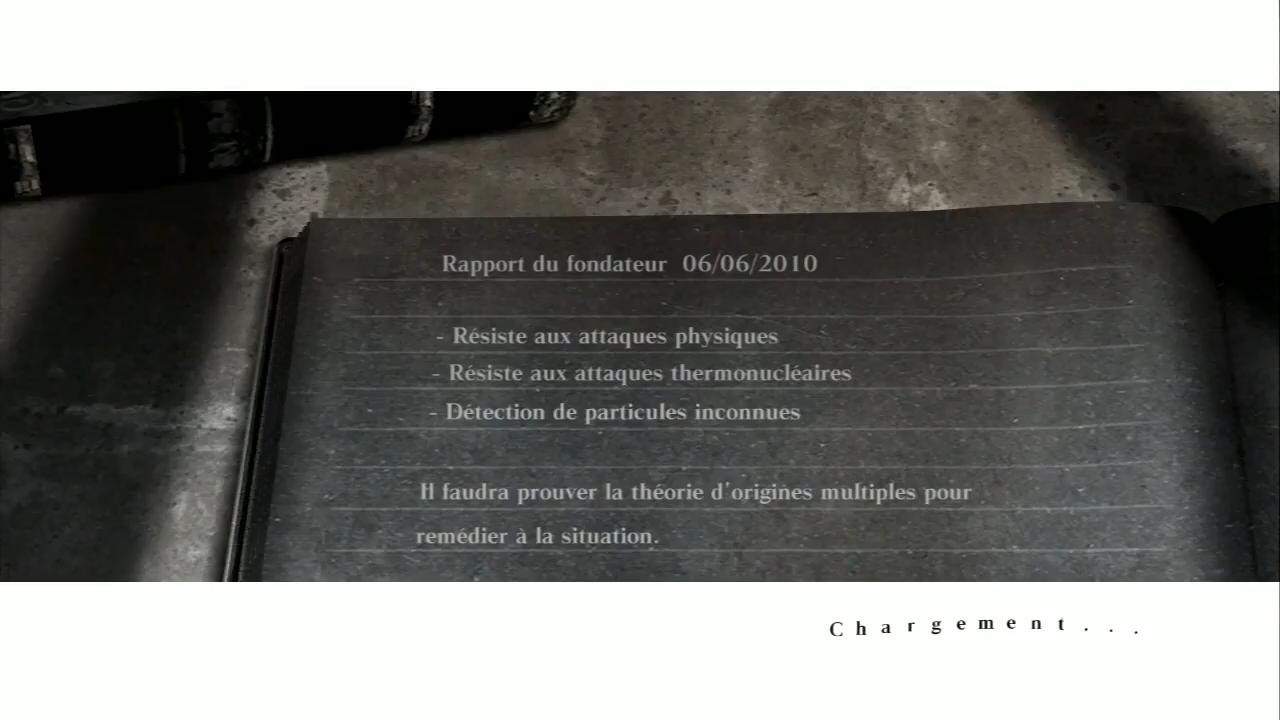 Rapport du fondateur 06/06/2010
- Résiste aux attaques physiques
- Résiste aux attaques thermonucléaires
- Détection de particules inconnues
Il faudra prouver la théorie d'origines multiples pour
remédier à la situation.
Chargement...